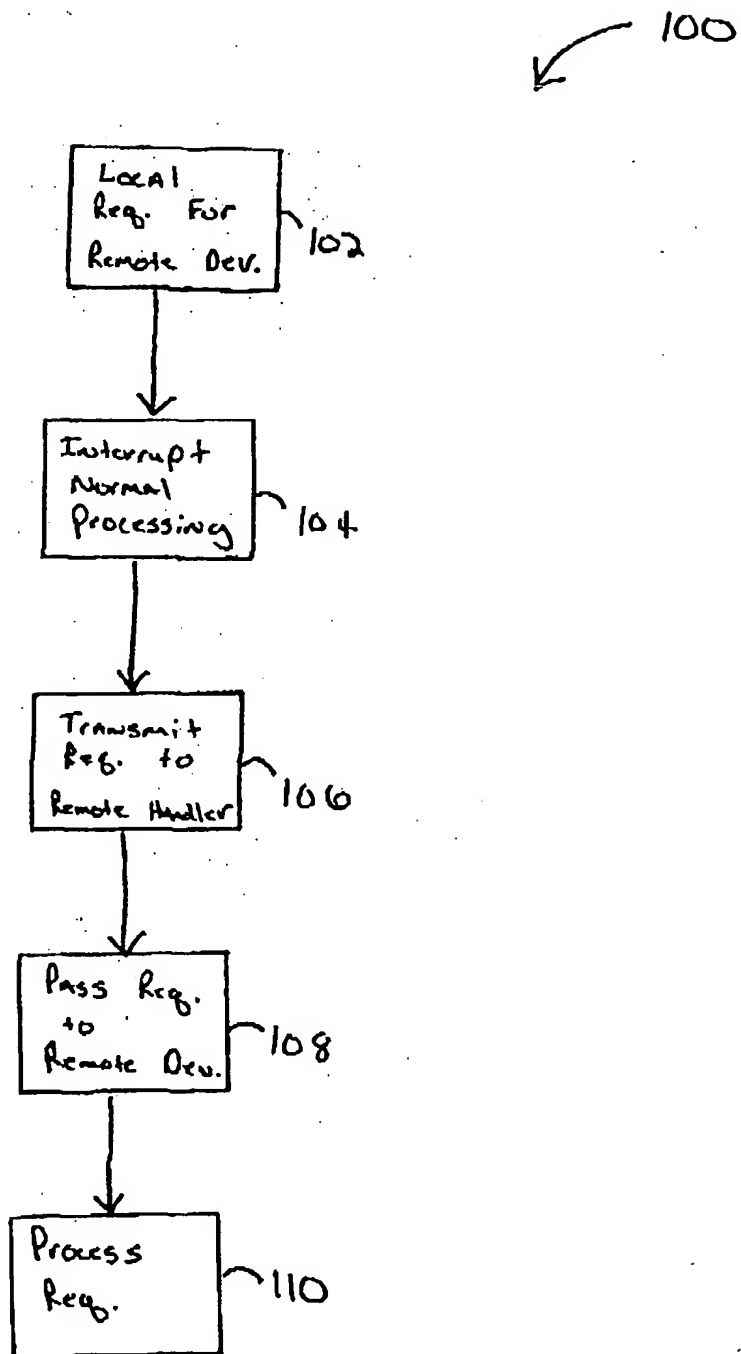 100
Local
Req. For
Remote Dev.
102
Interrupt
Normal
Processing
104
Transmit
Req. to
Remote Handler
106
Pass Req.
to
Remote Dev.
108
Process
Req.
110